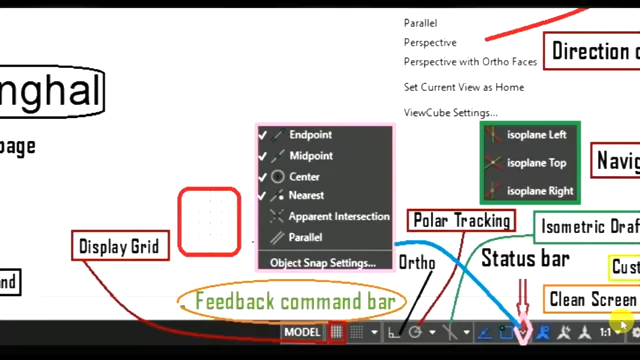 Parallel
Perspective
Perspective with Ortho Faces
Set Current View as Home
ViewCube Settings...
Direction
nghal
page
Endpoint
Midpoint
Center
Nearest
Apparent Intersection
Parallel
Object Snap Settings...
isoplane Left
isoplane Top
isoplane Right
Navig
Polar Tracking
Isometric Draf
Display Grid
Ortho
Status bar
Cust
nd
Feedback command bar
Clean Screen
MODEL
1:1